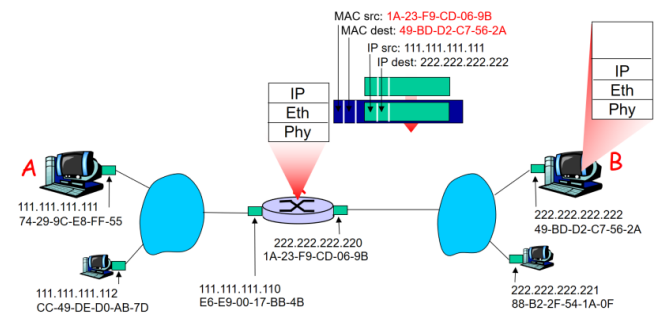 MAC src: 1A-23-F9-CD-06-9B
MAC dest: 49-BD-D2-C7-56-2A
IP src: 111.111.111.111
IP dest: 222.222.222.222
IP
Eth
Phy
IP
Eth
Phy
A
B
111.111.111.111
74-29-9C-E8-FF-55
222.222.222.222
49-BD-D2-C7-56-2A
222.222.222.220
1A-23-F9-CD-06-9B
111.111.111.112
CC-49-DE-D0-AB-7D
111.111.111.110
E6-E9-00-17-BB-4B
222.222.222.221
88-B2-2F-54-1A-0F